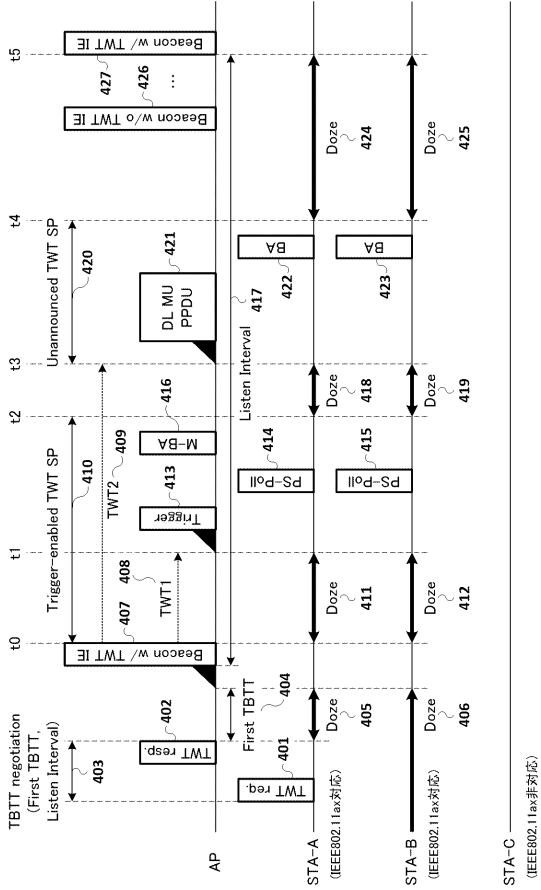 TBTT negotiation
(First TBTT,
Listen Interval)
403
t0
t1
t2
t3
t4
t5
Trigger-enabled TWT SP
410
Unannounced TWT SP
420
TWT2
409
TWT1
408
Beacon w/ TWT IE
407
TWT resp.
402
Trigger
413
M-BA
416
DL MU
PPDU
421
Beacon w/o TWT IE
426
...
Beacon w/ TWT IE
427
AP
First TBTT
404
Listen Interval
417
TWT req.
401
PS-Poll
414
BA
422
STA-A
(IEEE802.11ax対応)
Doze
405
Doze
411
Doze
418
Doze
424
PS-Poll
415
BA
423
STA-B
(IEEE802.11ax対応)
Doze
406
Doze
412
Doze
419
Doze
425
STA-C
(IEEE802.11ax非対応)